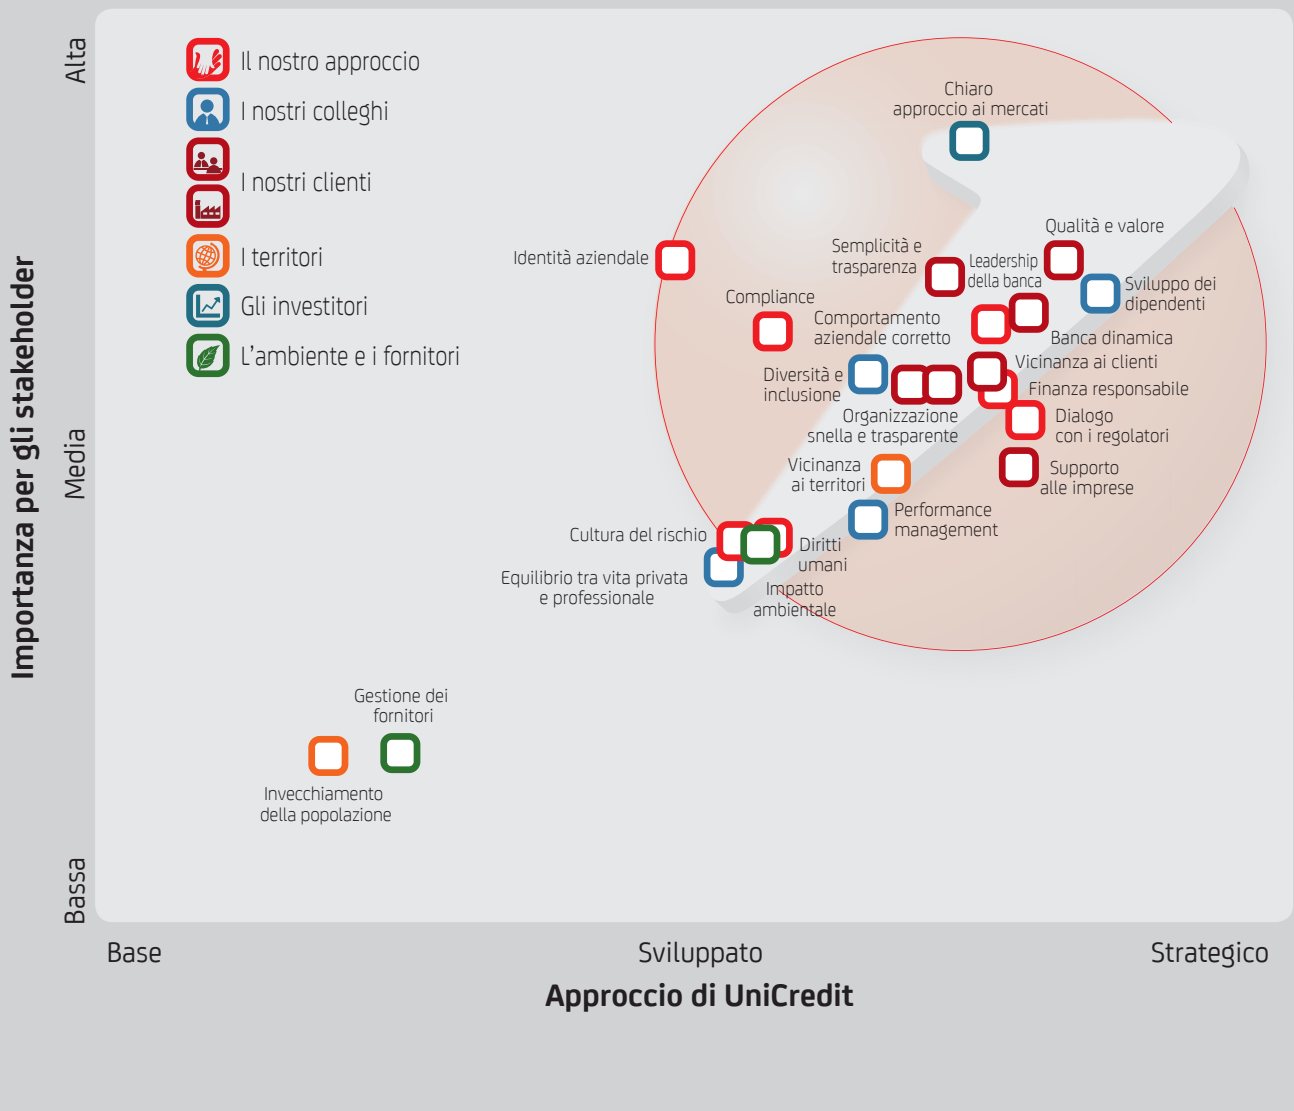 Alta
Media
Bassa
Importanza per gli stakeholder
Il nostro approccio
I nostri colleghi
I nostri clienti
I territori
Gli investitori
L'ambiente e i fornitori
Chiaro
approccio ai mercati
Identità aziendale
Semplicità e
trasparenza
Qualità e valore
Leadership
della banca
Sviluppo dei
dipendenti
Compliance
Comportamento
aziendale corretto
Banca dinamica
Diversità e
inclusione
Vicinanza ai clienti
Finanza responsabile
Organizzazione
snella e trasparente
Dialogo
con i regolatori
Vicinanza
ai territori
Supporto
alle imprese
Performance
management
Cultura del rischio
Diritti
umani
Equilibrio tra vita privata
e professionale
Impatto
ambientale
Gestione dei
fornitori
Invecchiamento
della popolazione
Base
Sviluppato
Strategico
Approccio di UniCredit